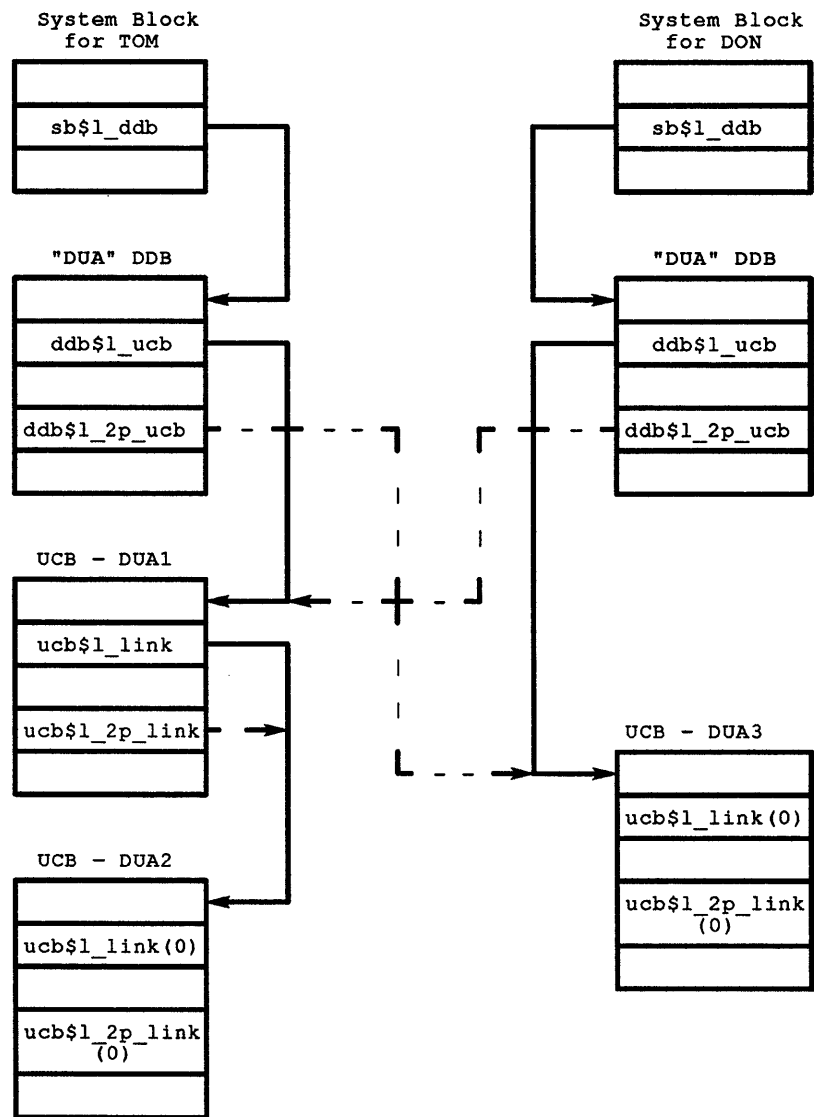 System Block
for TOM
sb$l_ddb
"DUA" DDB
ddb$l_ucb
ddb$l_2p_ucb
UCB - DUA1
ucb$l_link
ucb$l_2p_link
UCB - DUA2
ucb$l_link(0)
ucb$l_2p_link
(0)
System Block
for DON
sb$l_ddb
"DUA" DDB
ddb$l_ucb
ddb$l_2p_ucb
UCB - DUA3
ucb$l_link(0)
ucb$l_2p_link
(0)